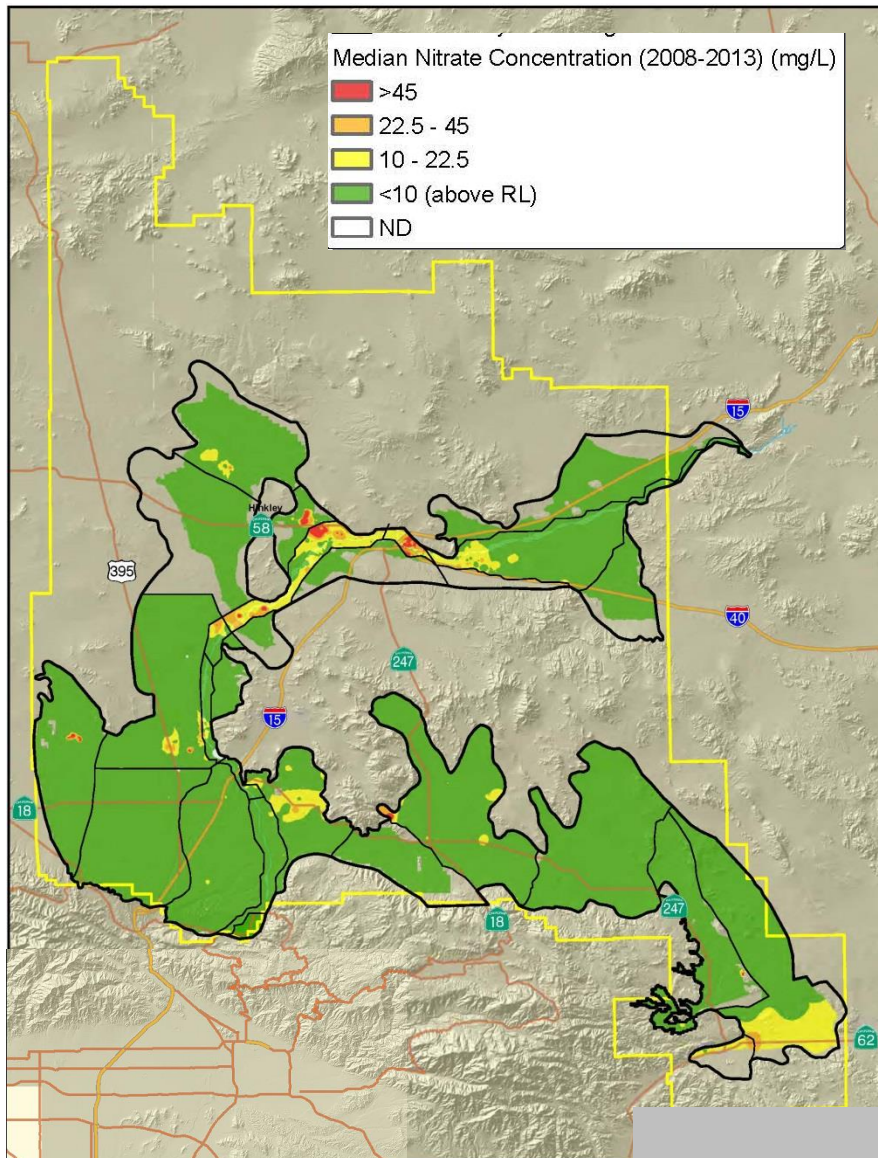 Median Nitrate Concentration (2008-2013) (mg/L)
>45
22.5 - 45
10 - 22.5
<10 (above RL)
ND
15
Hinkley
58
395
40
247
15
18
247
18
62